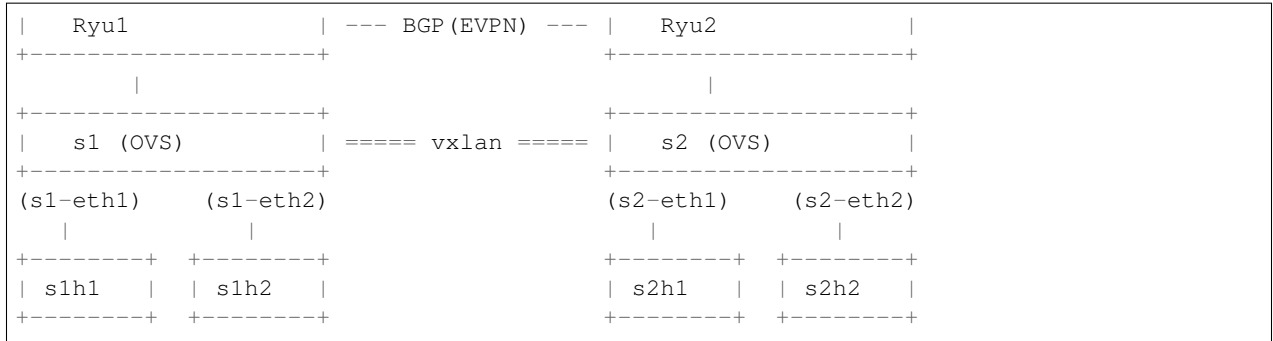 |    Ryu1            | --- BGP(EVPN) --- |    Ryu2            |
+--------------------+                   +--------------------+
        |                                       |
+--------------------+                   +--------------------+
|    s1 (OVS)        | ===== vxlan ===== |    s2 (OVS)        |
+--------------------+                   +--------------------+
(s1-eth1)    (s1-eth2)                   (s2-eth1)    (s2-eth2)
   |            |                           |            |
+--------+  +--------+                   +--------+  +--------+
| s1h1   |  | s1h2   |                   | s2h1   |  | s2h2   |
+--------+  +--------+                   +--------+  +--------+